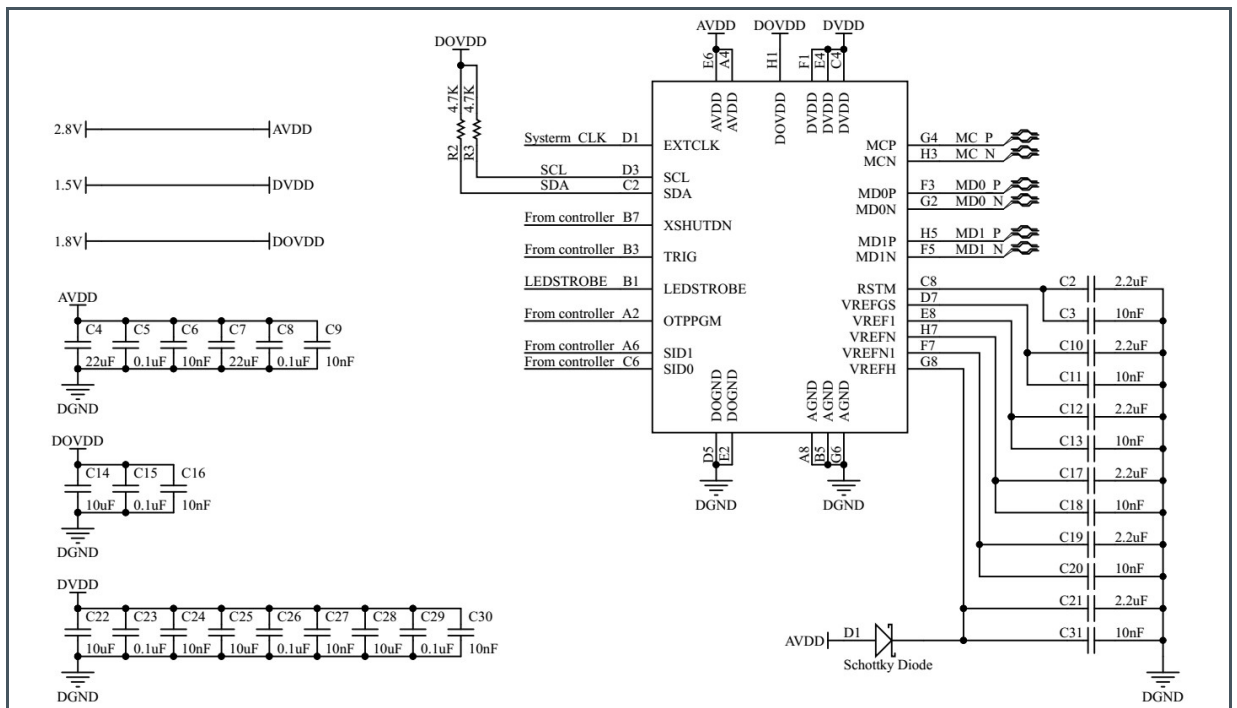 AVDD DOVDD DVDD
DOVDD
E6 A4 H1 F1 E4 C4
4.7K 4.7K
R2 R3
AVDD AVDD DOVDD DVDD DVDD DVDD
2.8V AVDD
1.5V DVDD
1.8V DOVDD
Systerm CLK D1 EXTCLK
SCL D3 SCL
SDA C2 SDA
From controller B7 XSHUTDN
From controller B3 TRIG
LEDSTROBE B1 LEDSTROBE
From controller A2 OTPPGM
From controller A6 SID1
From controller C6 SID0
MCP G4 MC P
MCN H3 MC N
MD0P F3 MD0 P
MD0N G2 MD0 N
MD1P H5 MD1 P
MD1N F5 MD1 N
RSTM C8
VREFGS D7
VREF1 E8
VREFN H7
VREFN1 F7
VREFH G8
DOGND DOGND AGND AGND AGND
D5 E2 A8 B5 G6
DGND DGND
C2 2.2uF
C3 10nF
C10 2.2uF
C11 10nF
C12 2.2uF
C13 10nF
C17 2.2uF
C18 10nF
C19 2.2uF
C20 10nF
C21 2.2uF
C31 10nF
AVDD D1
Schottky Diode
DGND
AVDD
C4 C5 C6 C7 C8 C9
22uF 0.1uF 10nF 22uF 0.1uF 10nF
DGND
DOVDD
C14 C15 C16
10uF 0.1uF 10nF
DGND
DVDD
C22 C23 C24 C25 C26 C27 C28 C29 C30
10uF 0.1uF 10nF 10uF 0.1uF 10nF 10uF 0.1uF 10nF
DGND